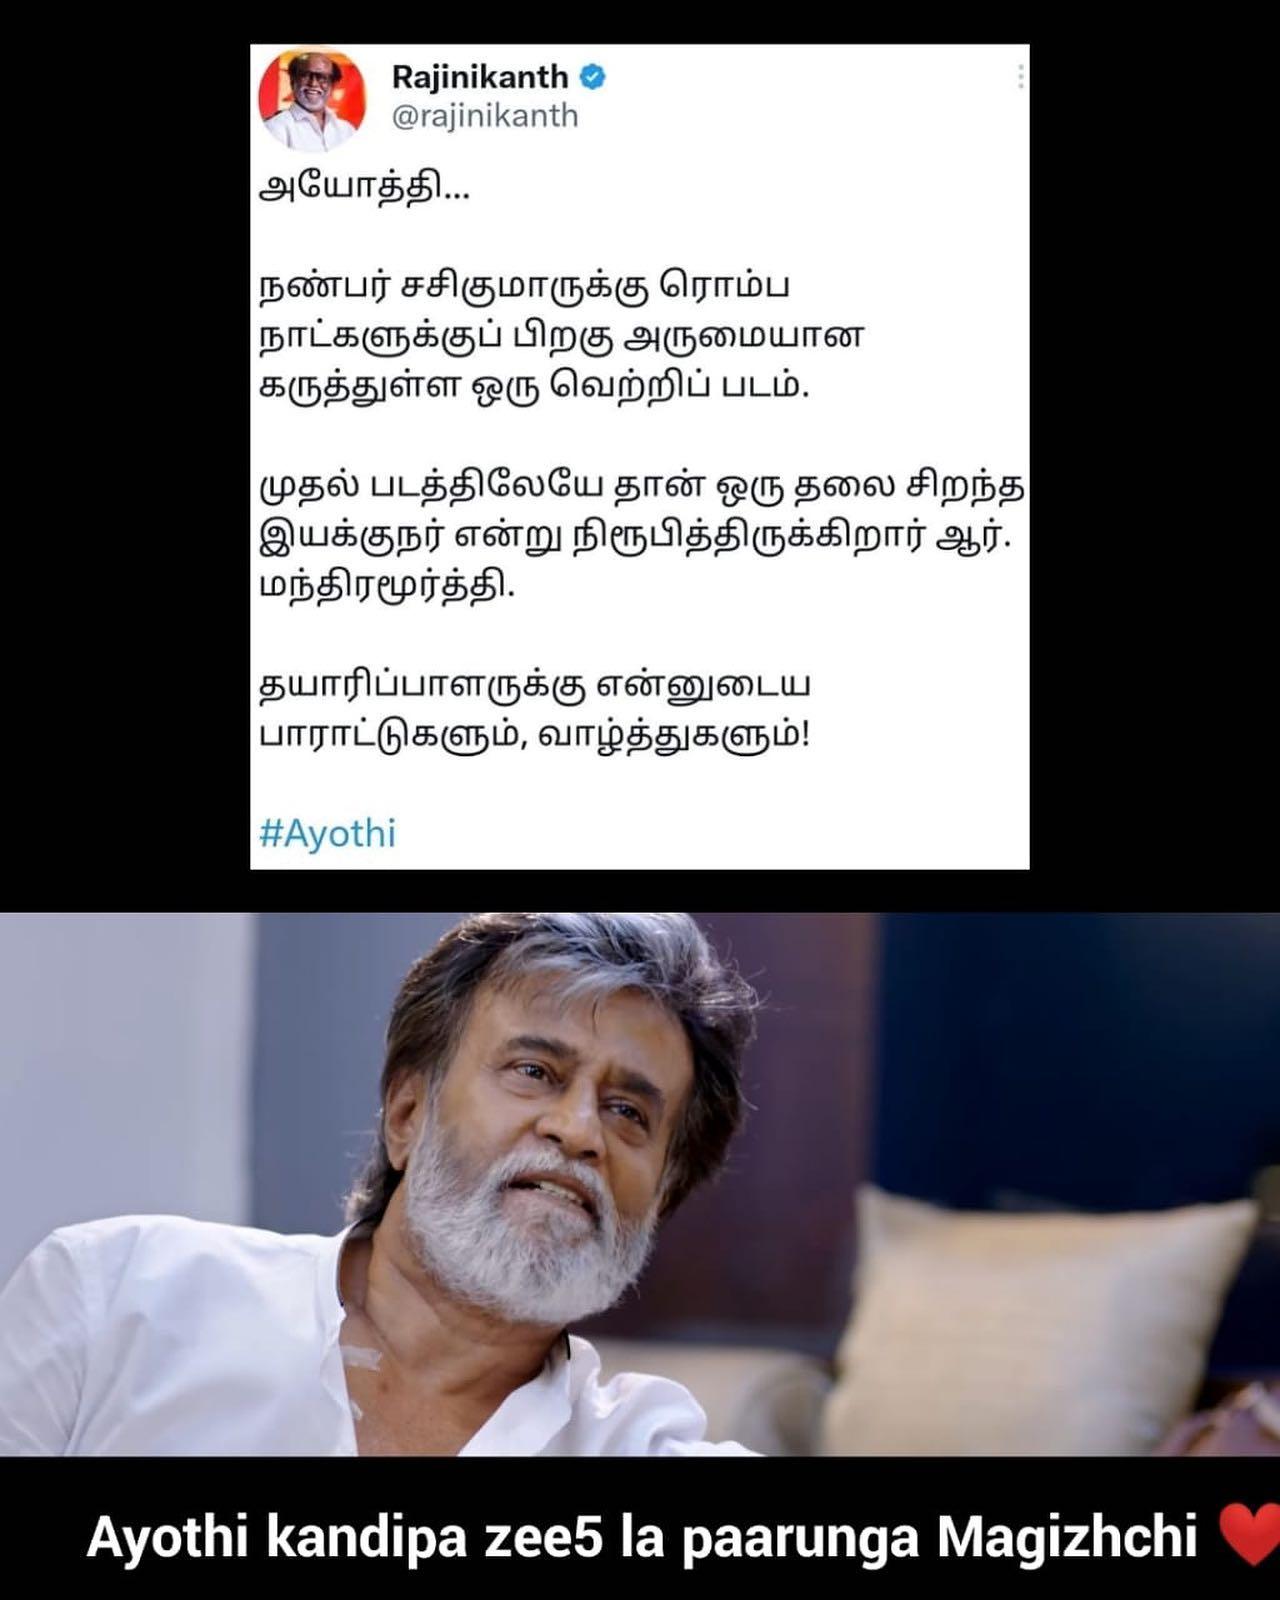 Rajinikanth
@rajinikanth
அயோத்தி...
நண்பர் சசிகுமாருக்கு ரொம்ப
நாட்களுக்குப் பிறகு அருமையான
கருத்துள்ள ஒரு வெற்றிப் படம்.
முதல் படத்திலேயே தான் ஒரு தலை சிறந்த
இயக்குநர் என்று நிரூபித்திருக்கிறார் ஆர்.
மந்திரமூர்த்தி.
தயாரிப்பாளருக்கு என்னுடைய
பாராட்டுகளும், வாழ்த்துகளும்!
#Ayothi
Ayothi kandipa zee5 la paarunga Magizhchi ❤️